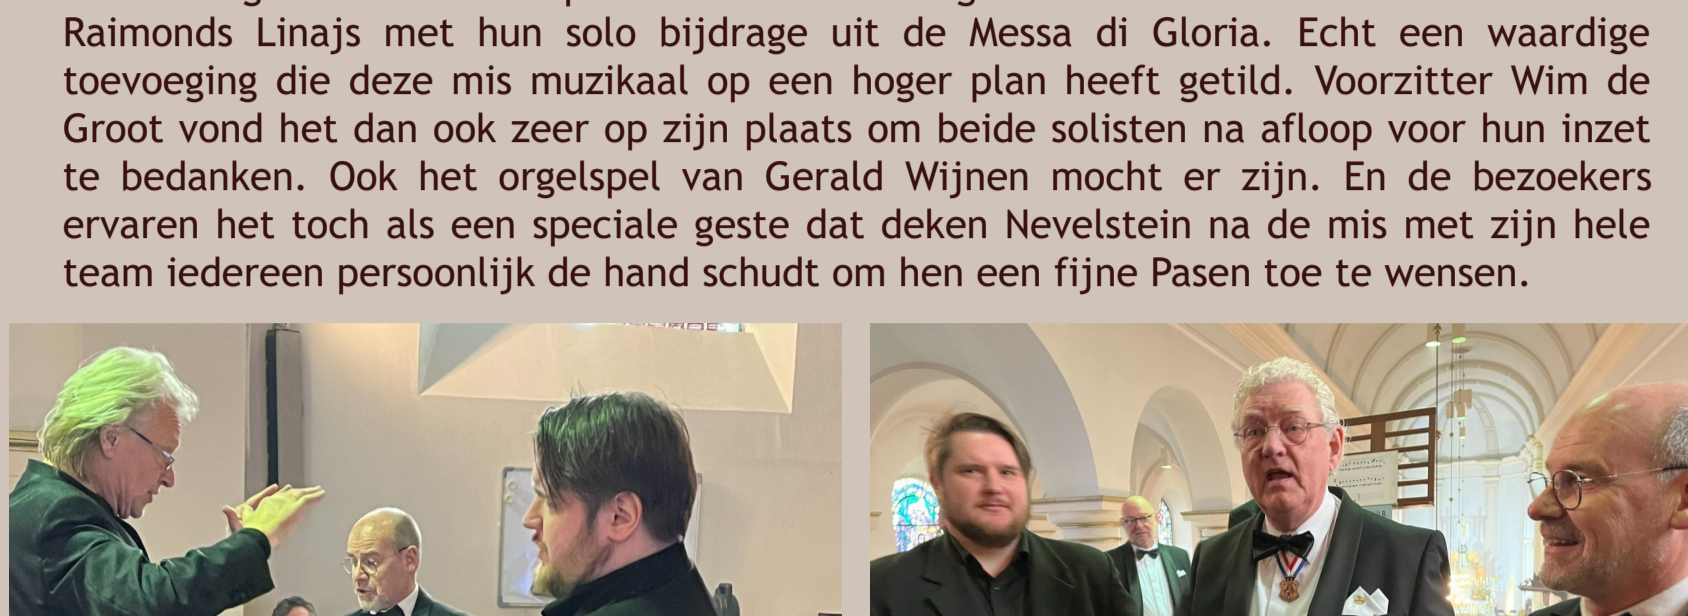 Raimonds Linajs met hun solo bijdrage uit de Messa di Gloria. Echt een waardige
toevoeging die deze mis muzikaal op een hoger plan heeft getild. Voorzitter Wim de
Groot vond het dan ook zeer op zijn plaats om beide solisten na afloop voor hun inzet
te bedanken. Ook het orgelspel van Gerald Wijnen mocht er zijn. En de bezoekers
ervaren het toch als een speciale geste dat deken Nevelstein na de mis met zijn hele
team iedereen persoonlijk de hand schudt om hen een fijne Pasen toe te wensen.